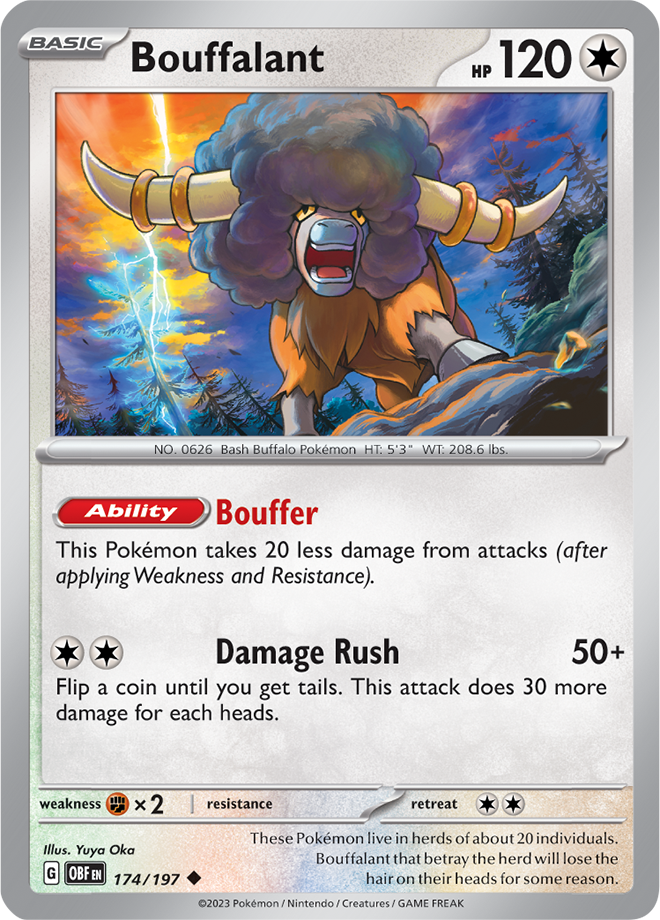 BASIC
Bouffalant
HP 120
NO. 0626 Bash Buffalo Pokémon HT: 5'3" WT: 208.6 lbs.
Ability Bouffer
This Pokémon takes 20 less damage from attacks (after
applying Weakness and Resistance).
Damage Rush 50+
Flip a coin until you get tails. This attack does 30 more
damage for each heads.
weakness ×2 resistance retreat
Illus. Yuya Oka
G OBF EN 174/197
These Pokémon live in herds of about 20 individuals.
Bouffalant that betray the herd will lose the
hair on their heads for some reason.
©2023 Pokémon / Nintendo / Creatures / GAME FREAK